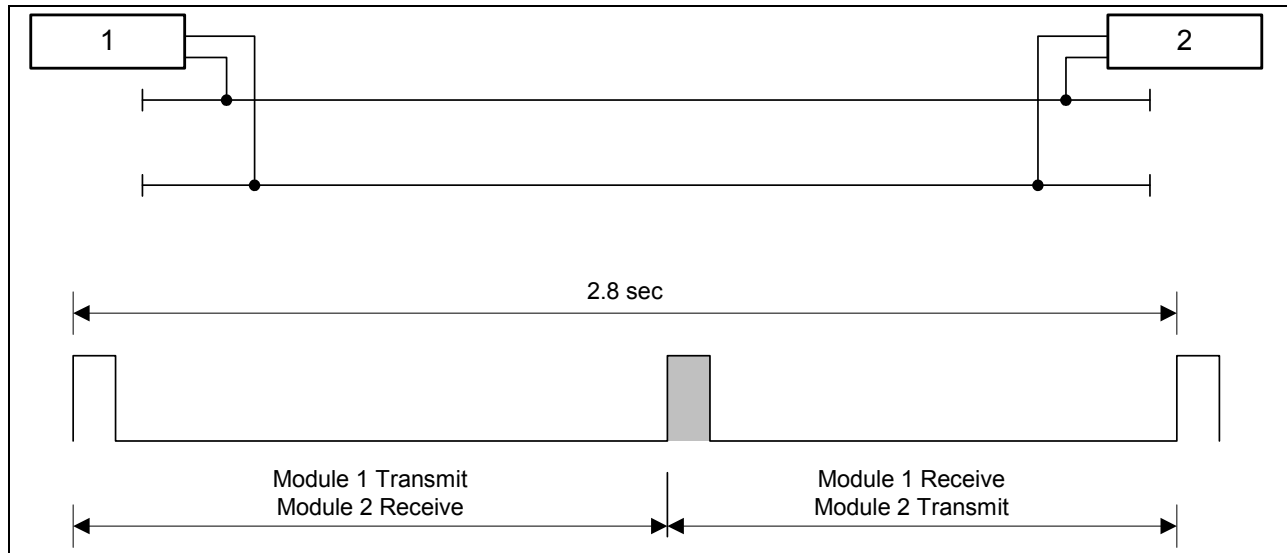 1
2
2.8 sec
Module 1 Transmit
Module 2 Receive
Module 1 Receive
Module 2 Transmit